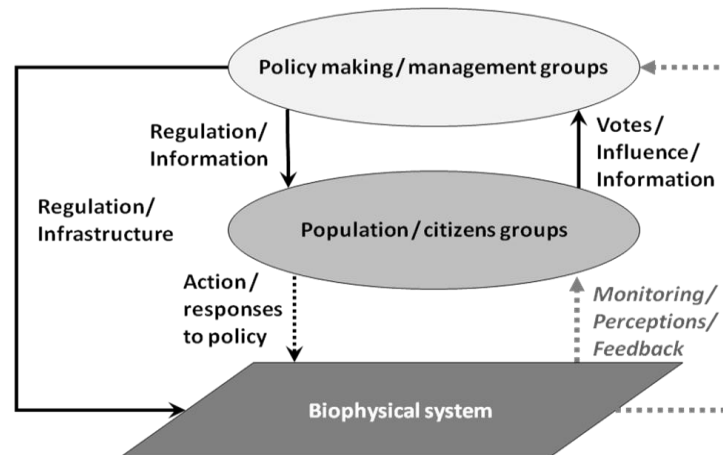 Policy making / management groups
Regulation/
Information
Votes/
Influence/
Information
Regulation/
Infrastructure
Population / citizens groups
Action /
responses
to policy
Monitoring/
Perceptions/
Feedback
Biophysical system